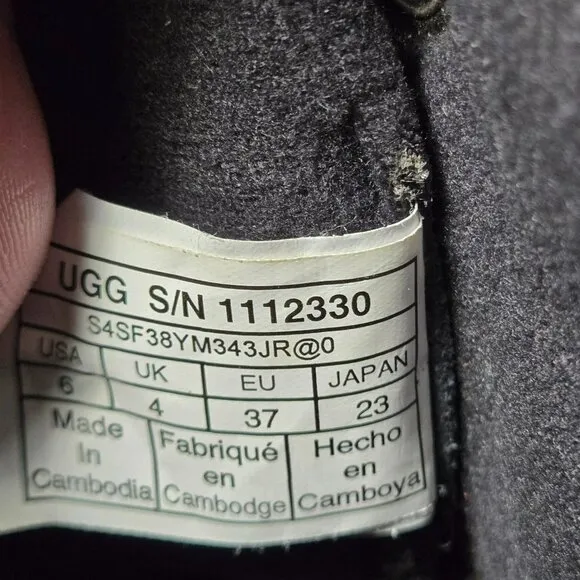 UGG S/N 1112330
S4SF38YM343JR@0
USA UK EU JAPAN
6 4 37 23
Made Fabriqué Hecho
In en en
Cambodia Cambodge Camboya